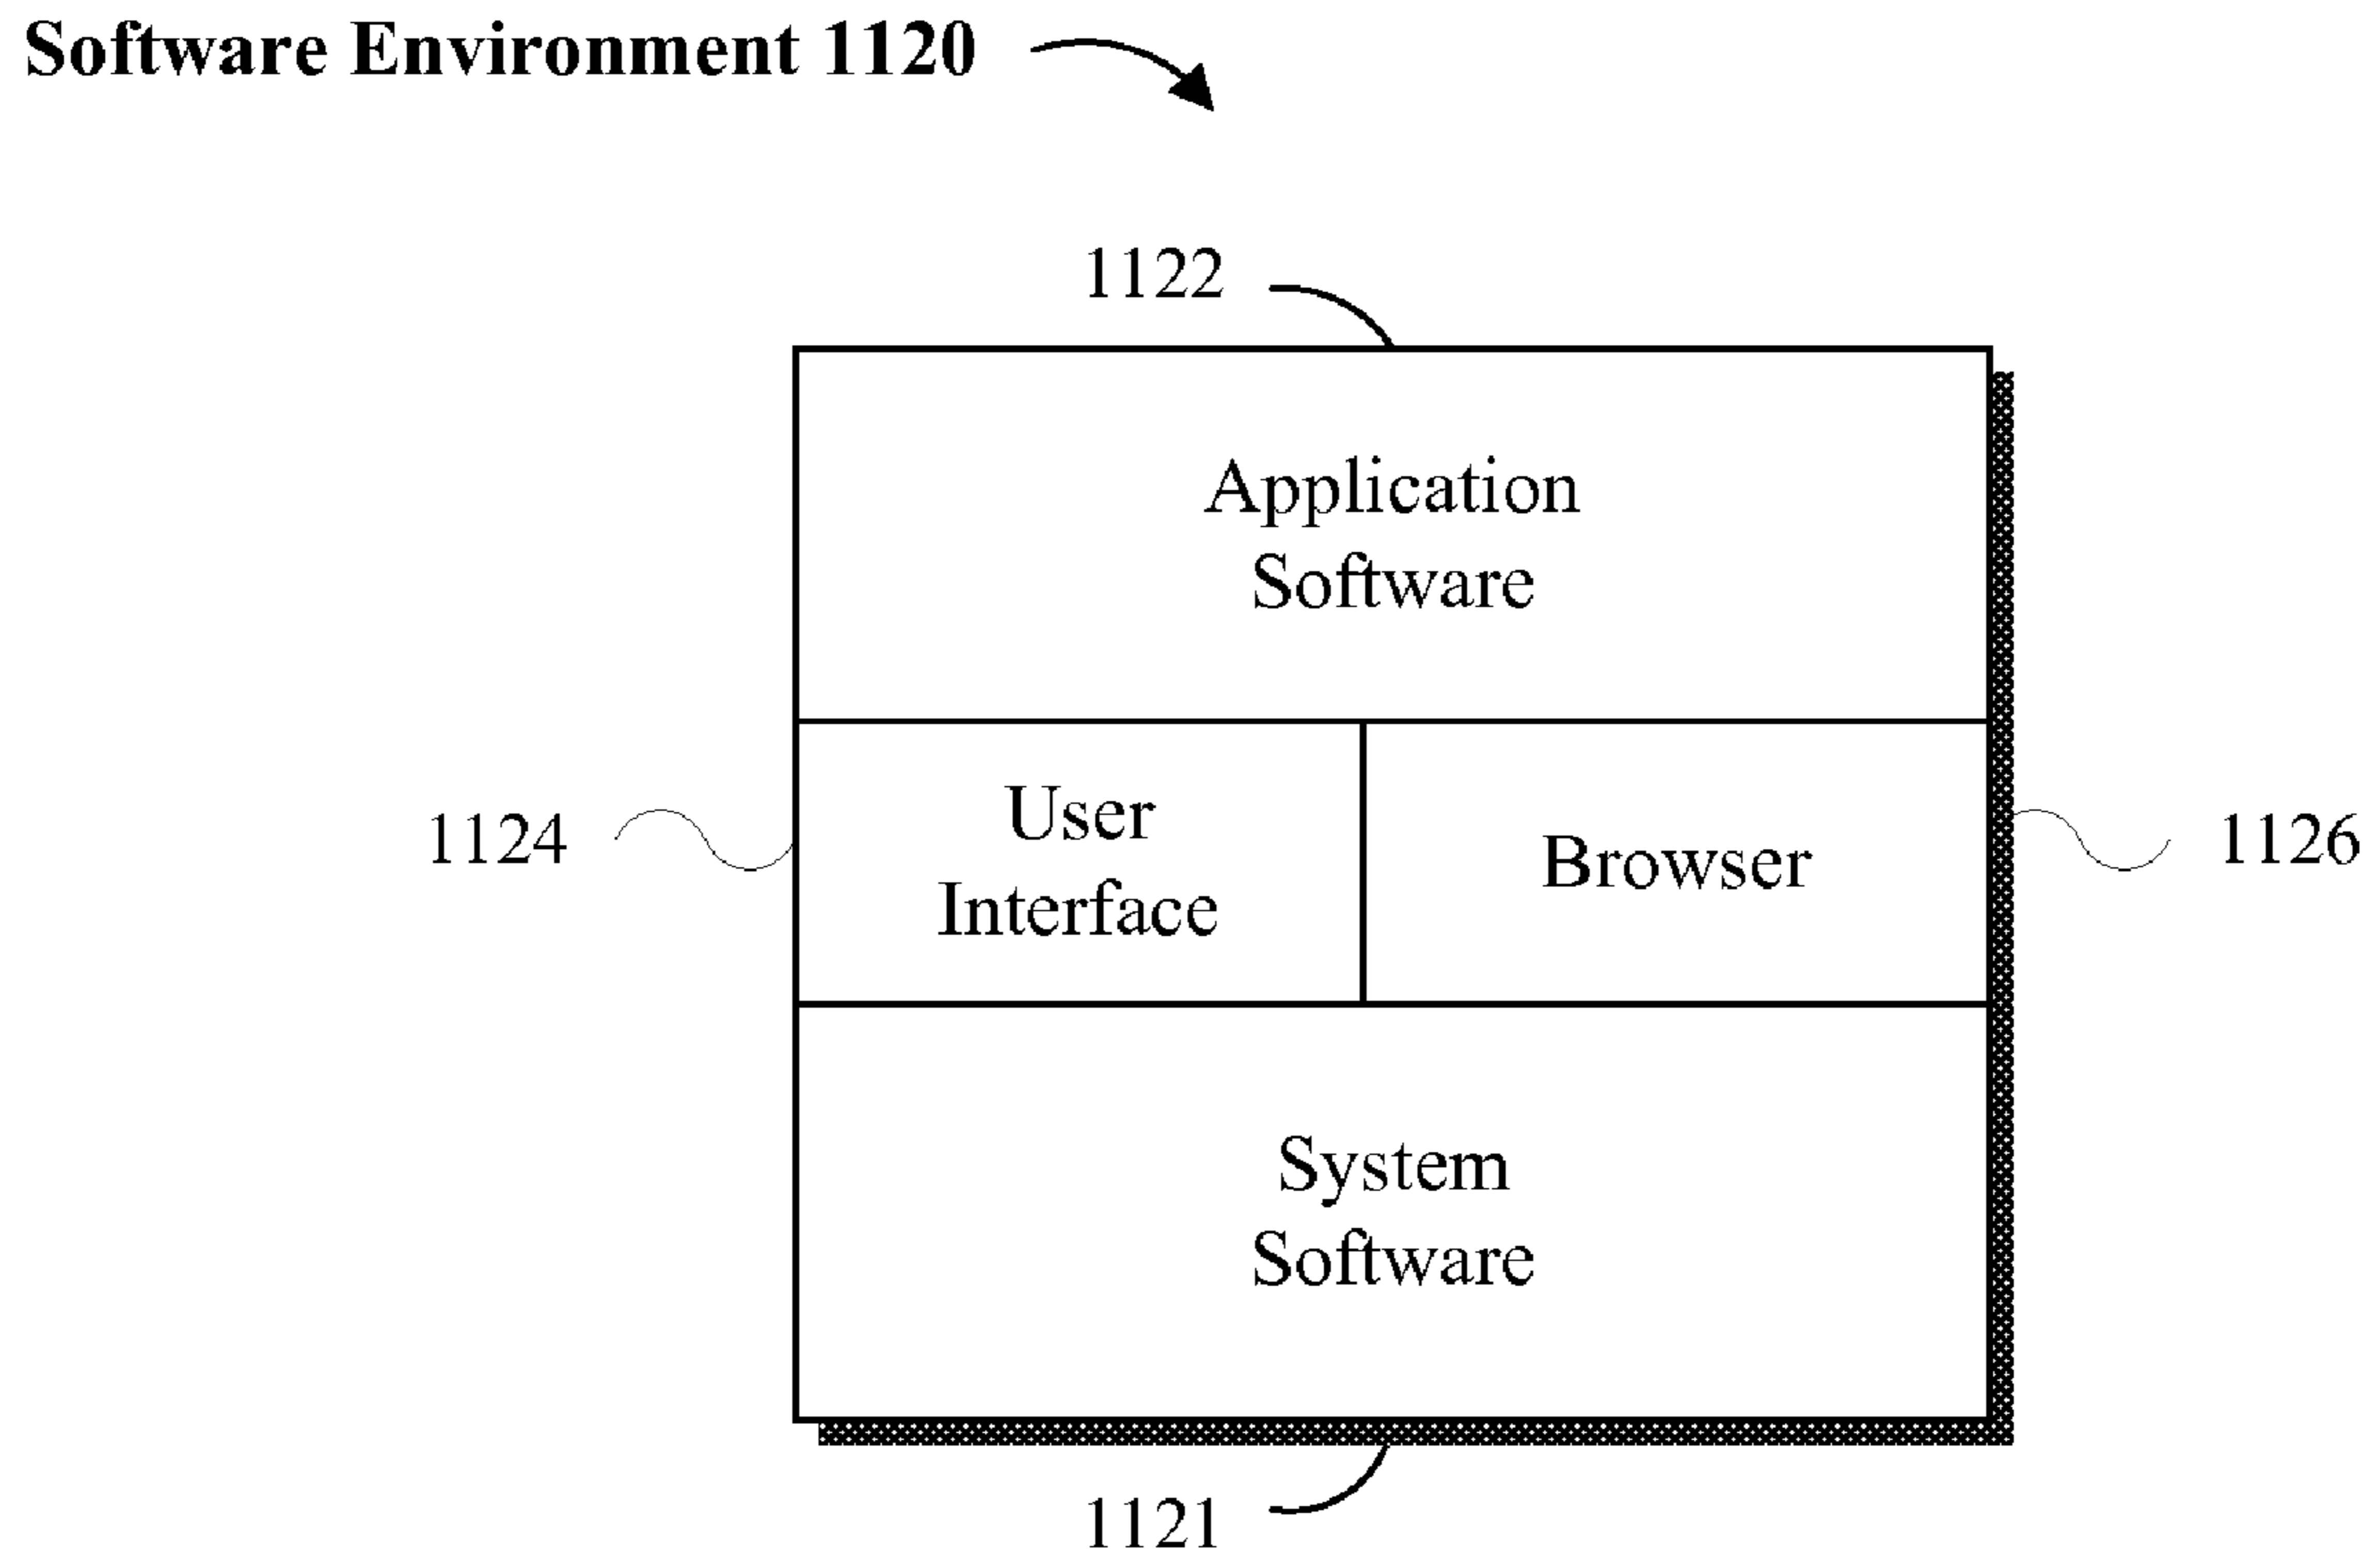 Software Environment 1120
1122
Application
Software
1124
User
Interface
Browser
1126
System
Software
1121